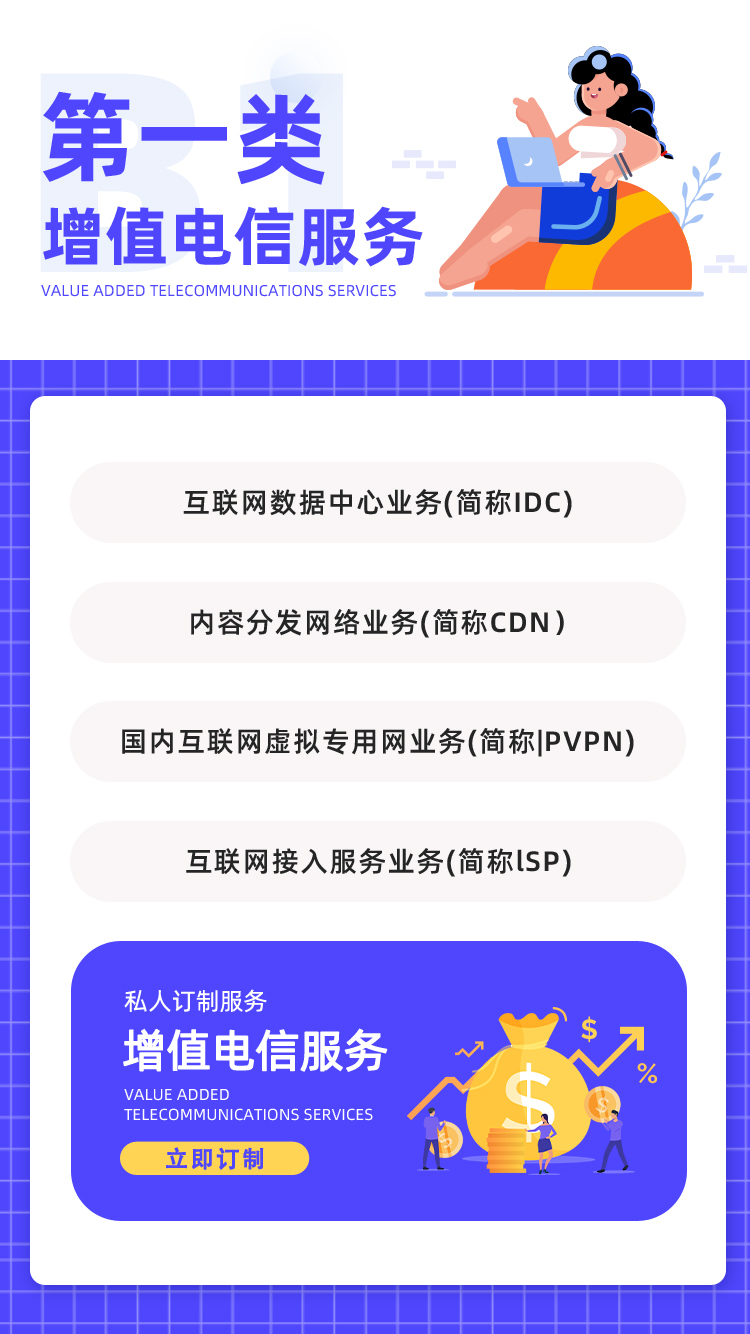 B1
第一类
增值电信服务
VALUE ADDED TELECOMMUNICATIONS SERVICES
互联网数据中心业务(简称IDC)
内容分发网络业务(简称CDN)
国内互联网虚拟专用网业务(简称|PVPN)
互联网接入服务业务(简称lSP)
私人订制服务
增值电信服务
VALUE ADDED
TELECOMMUNICATIONS SERVICES
立即订制
$
%
$
$
$